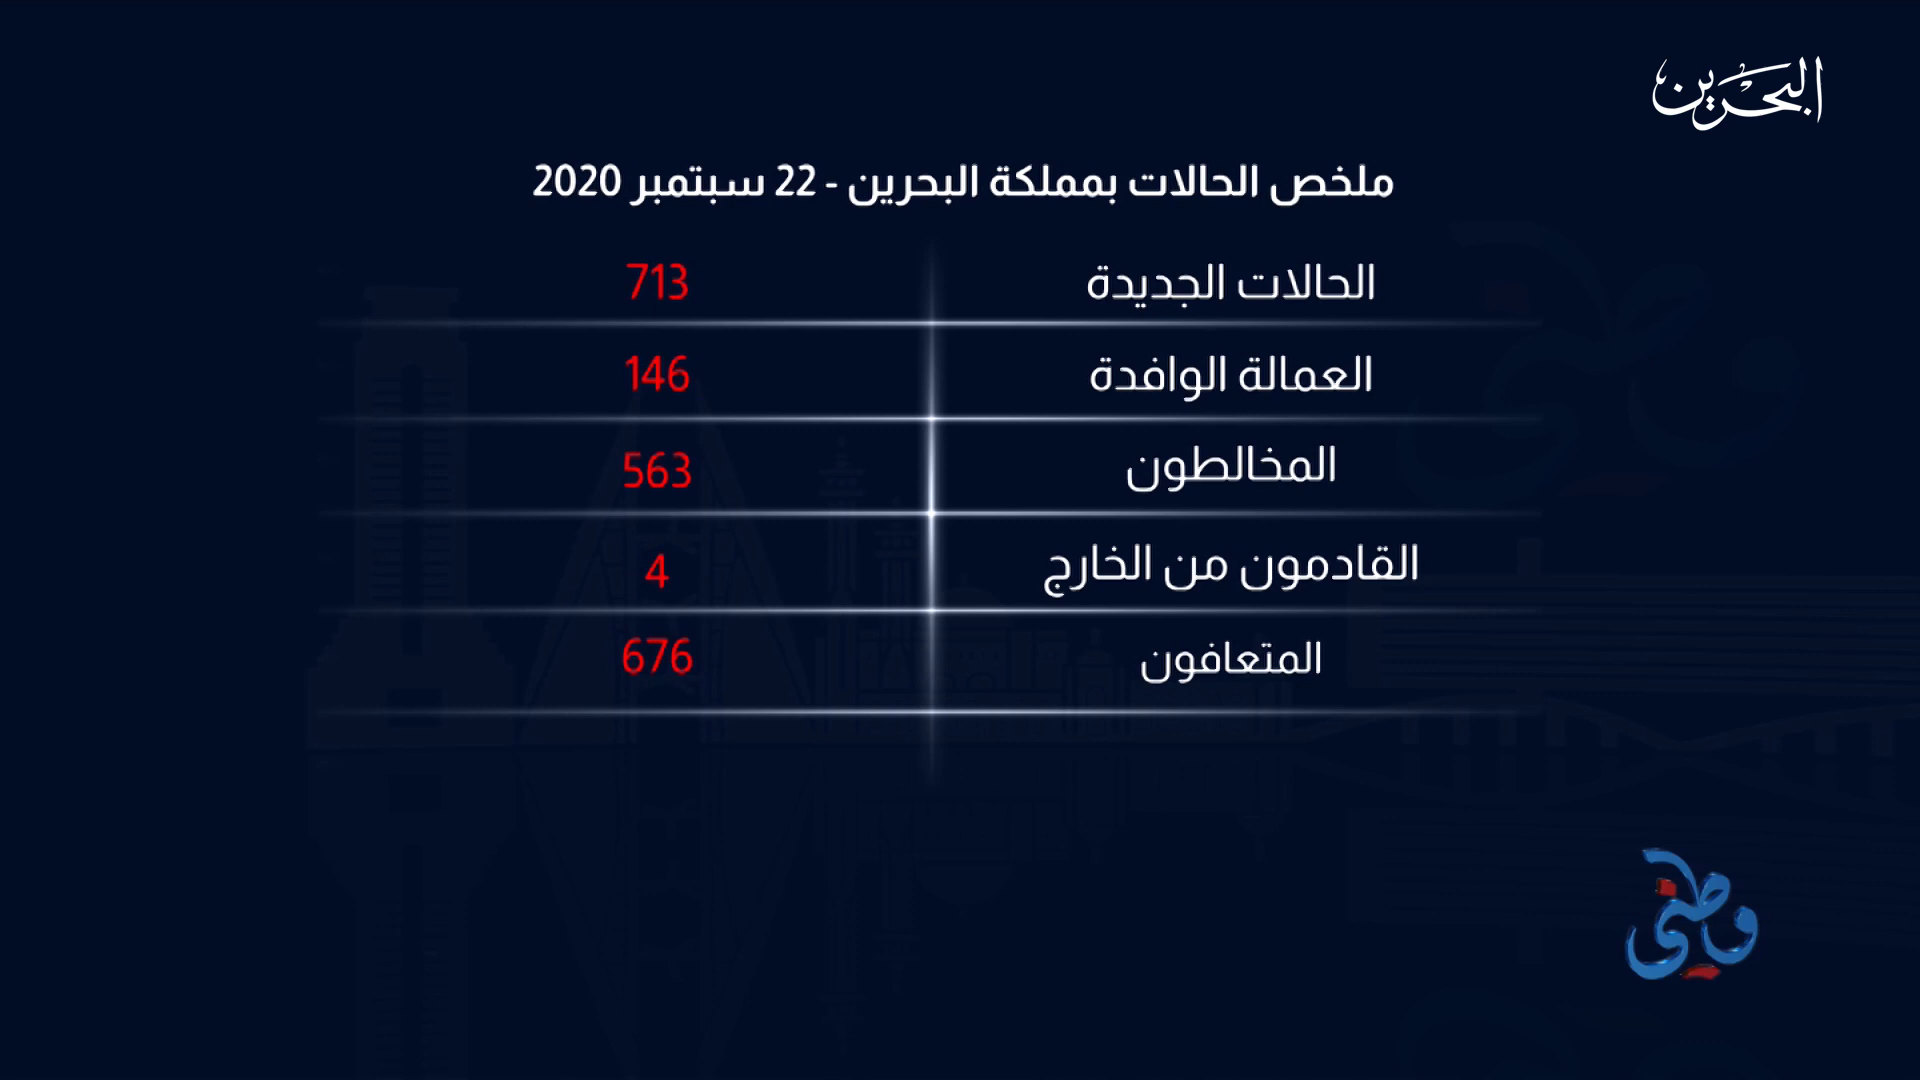 البحرين
ملخص الحالات بمملكة البحرين - 22 سبتمبر 2020
الحالات الجديدة 713
العمالة الوافدة 146
المخالطون 563
القادمون من الخارج 4
المتعافون 676
وطني